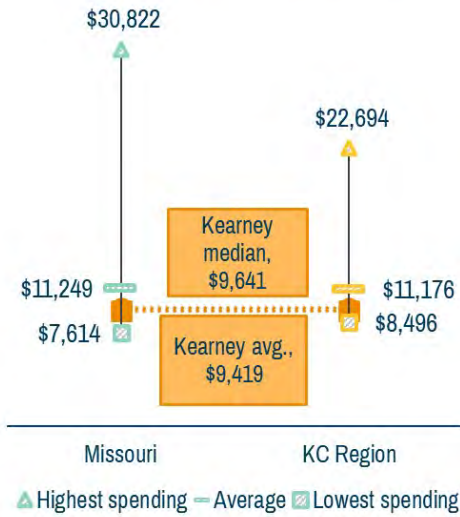 $30,822
$22,694
Kearney
median,
$9,641
$11,249
$11,176
$7,614
$8,496
Kearney avg.,
$9,419
Missouri
KC Region
Highest spending
Average
Lowest spending